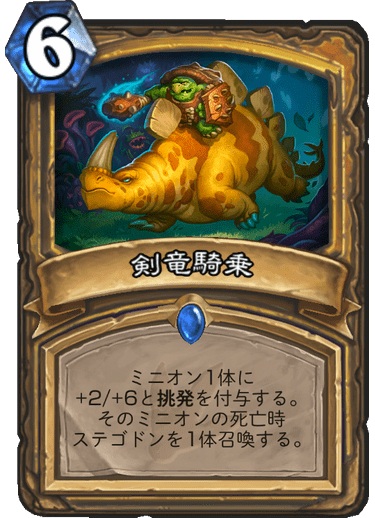 6
剣竜騎乗
ミニオン1体に
+2/+6と挑発を付与する。
そのミニオンの死亡時
ステゴドンを1体召喚する。